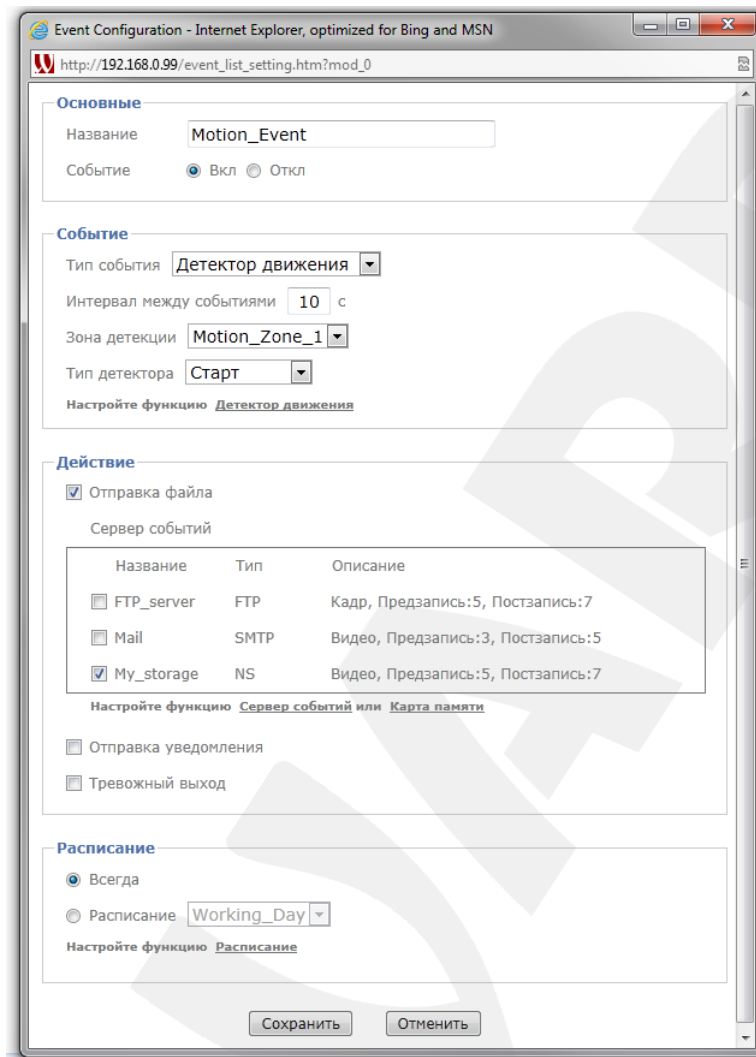 Event Configuration - Internet Explorer, optimized for Bing and MSN
http://192.168.0.99/event_list_setting.htm?mod_0
Основные
Название Motion_Event
Событие Вкл Откл
Событие
Тип события Детектор движения
Интервал между событиями 10 с
Зона детекции Motion_Zone_1
Тип детектора Старт
Настройте функцию Детектор движения
Действие
Отправка файла
Сервер событий
Название Тип Описание
FTP_server FTP Кадр, Предзапись:5, Постзапись:7
Mail SMTP Видео, Предзапись:3, Постзапись:5
My_storage NS Видео, Предзапись:5, Постзапись:7
Настройте функцию Сервер событий или Карта памяти
Отправка уведомления
Тревожный выход
Расписание
Всегда
Расписание Working_Day
Настройте функцию Расписание
Сохранить Отменить